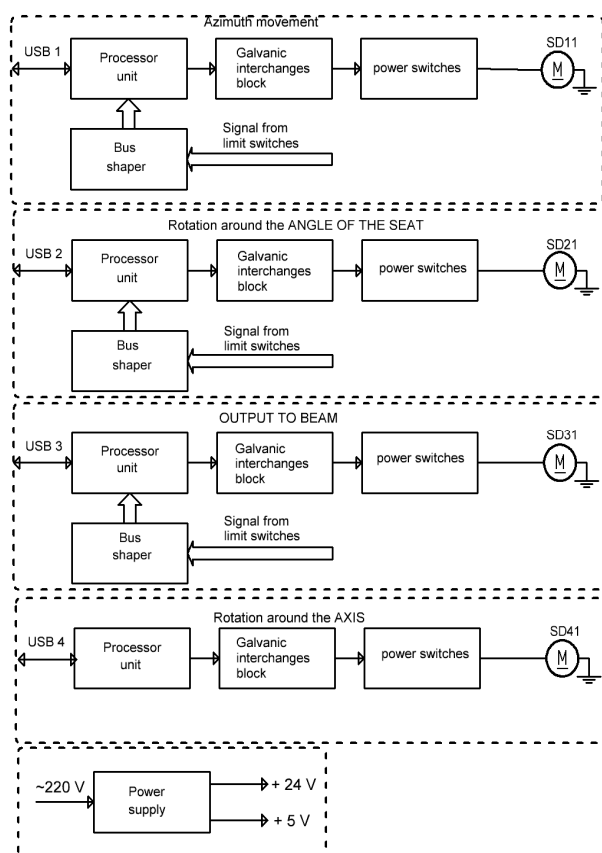 Azimuth movement
USB 1
Processor
unit
Galvanic
interchanges
block
power switches
SD11
M
Bus
shaper
Signal from
limit switches
Rotation around the ANGLE OF THE SEAT
USB 2
Processor
unit
Galvanic
interchanges
block
power switches
SD21
M
Bus
shaper
Signal from
limit switches
OUTPUT TO BEAM
USB 3
Processor
unit
Galvanic
interchanges
block
power switches
SD31
M
Bus
shaper
Signal from
limit switches
Rotation around the AXIS
USB 4
Processor
unit
Galvanic
interchanges
block
power switches
SD41
M
~220 V
Power
supply
+ 24 V
+ 5 V